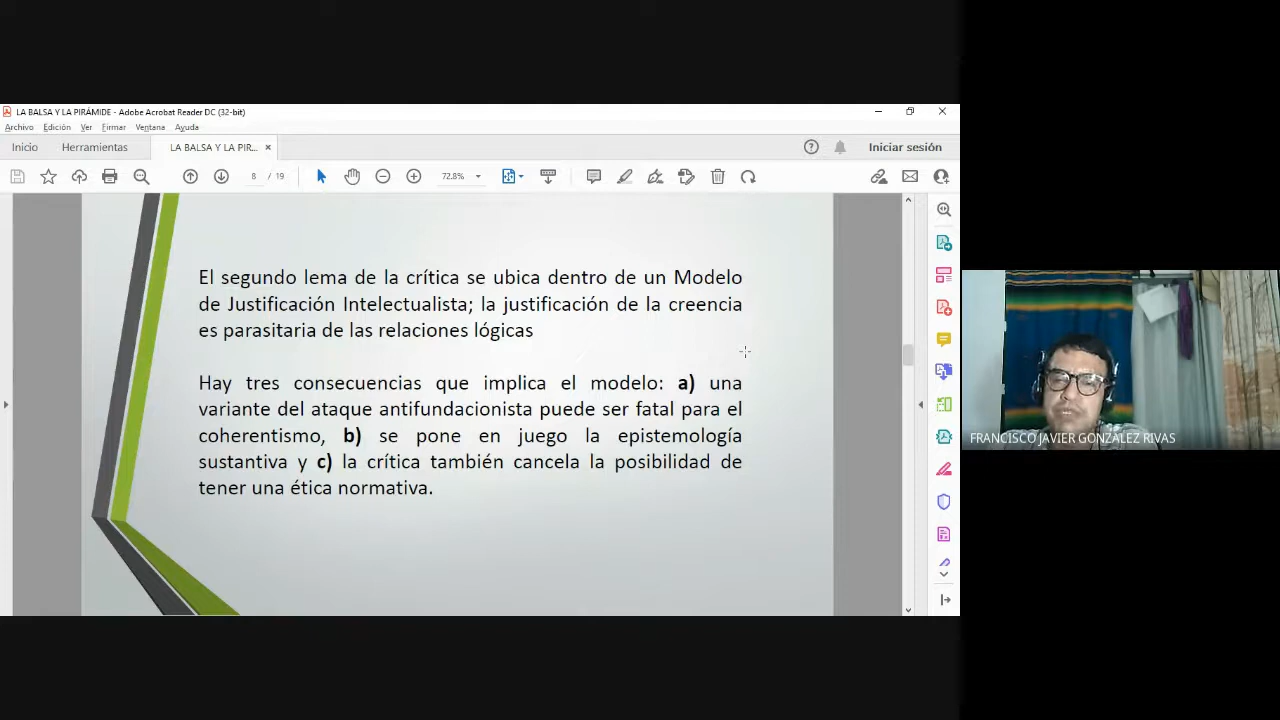 LA BALSA Y LA PIRÁMIDE - Adobe Acrobat Reader DC (32-bit)
Archivo Edición Ver Firmar Ventana Ayuda
Inicio Herramientas LA BALSA Y LA PIR... × Iniciar sesión
8 / 19 72.8%
El segundo lema de la crítica se ubica dentro de un Modelo
de Justificación Intelectualista; la justificación de la creencia
es parasitaria de las relaciones lógicas
Hay tres consecuencias que implica el modelo: a) una
variante del ataque antifundacionista puede ser fatal para el
coherentismo, b) se pone en juego la epistemología
sustantiva y c) la crítica también cancela la posibilidad de
tener una ética normativa.
FRANCISCO JAVIER GONZALEZ RIVAS